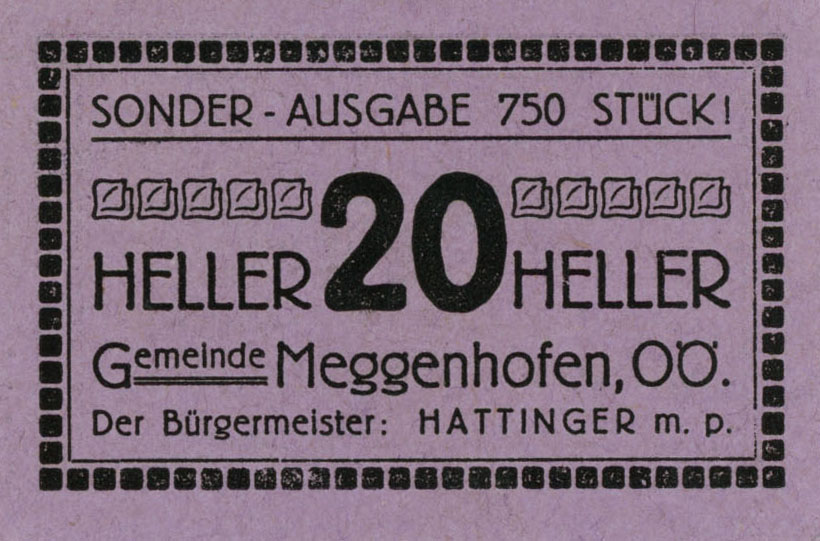 SONDER - AUSGABE 750 STÜCK!
HELLER 20 HELLER
Gemeinde Meggenhofen, OÖ.
Der Bürgermeister: HATTINGER m. p.